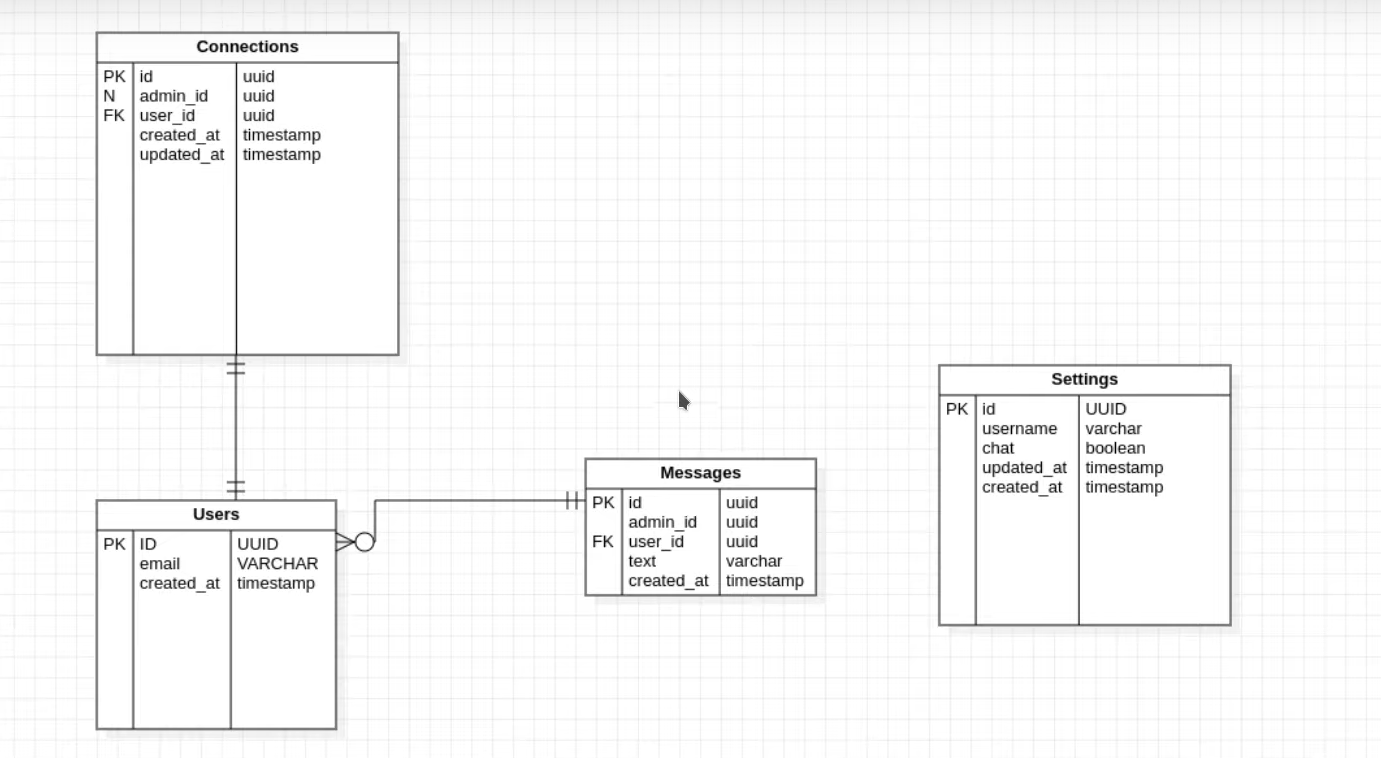 Connections
PK id uuid
N admin_id uuid
FK user_id uuid
created_at timestamp
updated_at timestamp
Users
PK ID UUID
email VARCHAR
created_at timestamp
Messages
PK id uuid
admin_id uuid
FK user_id uuid
text varchar
created_at timestamp
Settings
PK id UUID
username varchar
chat boolean
updated_at timestamp
created_at timestamp